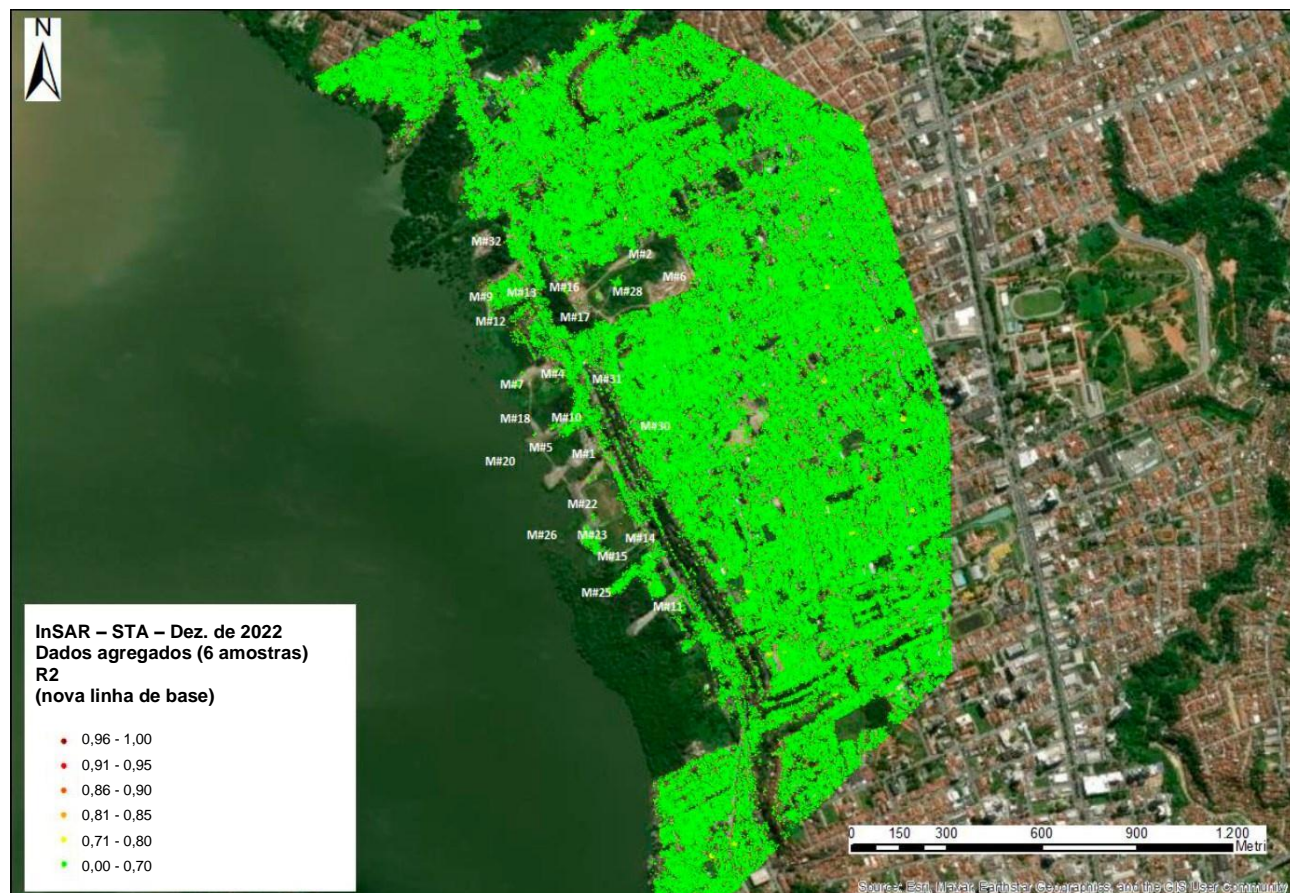 N
M#32
M#2
M#6
M#9
M#13
M#16
M#28
M#12
M#17
M#4
M#7
M#31
M#18
M#10
M#30
M#5
M#1
M#20
M#22
M#26
M#23
M#14
M#15
M#25
M#11
InSAR – STA – Dez. de 2022
Dados agregados (6 amostras)
R2
(nova linha de base)
0,96 - 1,00
0,91 - 0,95
0,86 - 0,90
0,81 - 0,85
0,71 - 0,80
0,00 - 0,70
0 150 300 600 900 1.200
Metri
Source: Esri, Maxar, Earthstar Geographics, and the GIS User Community